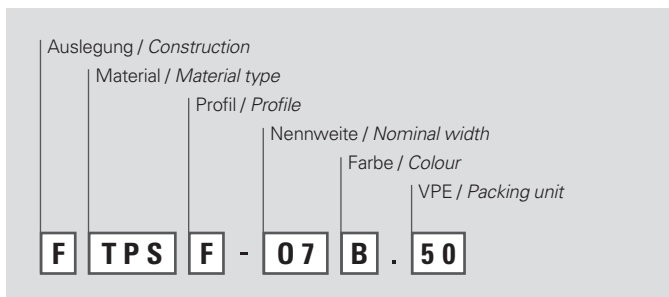 Auslegung / Construction
Material / Material type
Profil / Profile
Nennweite / Nominal width
Farbe / Colour
VPE / Packing unit
F TPS F - 07 B . 50